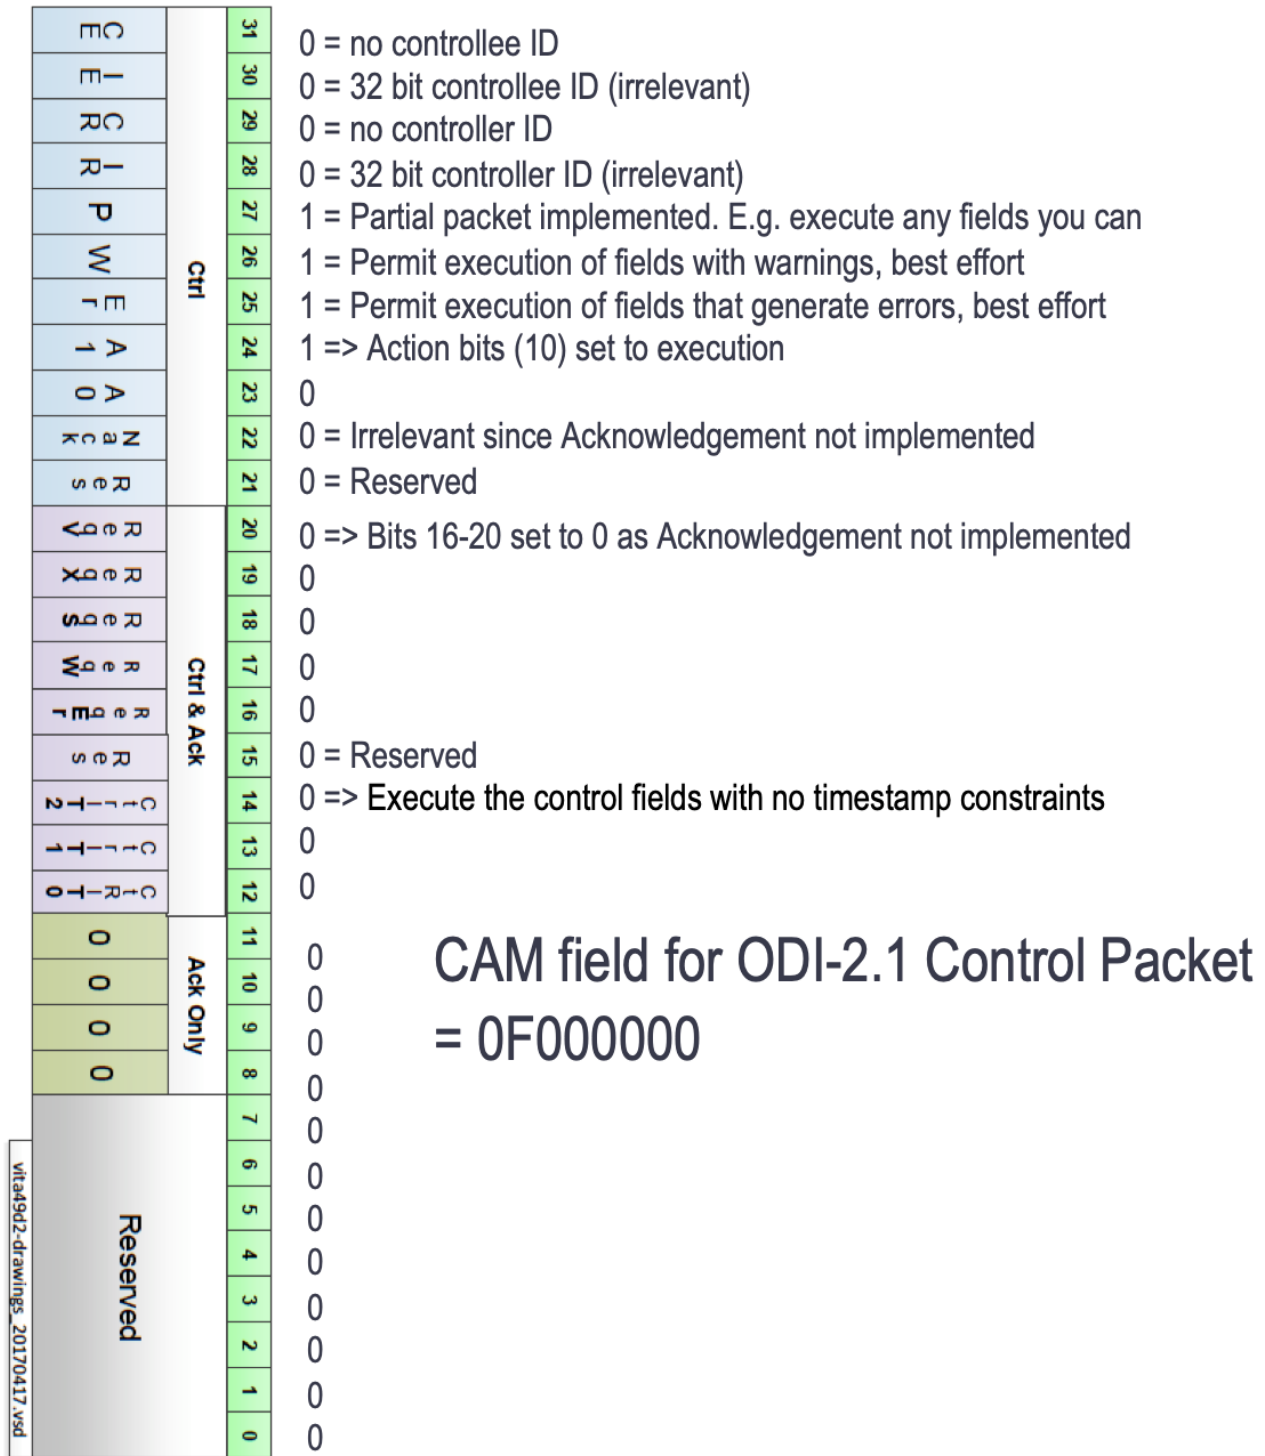 C E 31 0 = no controllee ID
I E 30 0 = 32 bit controllee ID (irrelevant)
C R 29 0 = no controller ID
I R 28 0 = 32 bit controller ID (irrelevant)
P 27 1 = Partial packet implemented. E.g. execute any fields you can
W 26 1 = Permit execution of fields with warnings, best effort
Er 25 1 = Permit execution of fields that generate errors, best effort
A1 24 1 => Action bits (10) set to execution
A0 23 0
Nack 22 0 = Irrelevant since Acknowledgement not implemented
Res 21 0 = Reserved
Ctrl
ReqV 20 0 => Bits 16-20 set to 0 as Acknowledgement not implemented
ReqX 19 0
ReqS 18 0
ReqW 17 0
ReqEr 16 0
Res 15 0 = Reserved
CtrlT2 14 0 => Execute the control fields with no timestamp constraints
CtrlT1 13 0
CtRlT0 12 0
Ctrl & Ack
0 11 0
0 10 0
0 9 0
0 8 0
Ack Only
CAM field for ODI-2.1 Control Packet
= 0F000000
7 0
6 0
5 0
4 0
3 0
2 0
1 0
0 0
Reserved
vita49d2-drawings_20170417.vsd